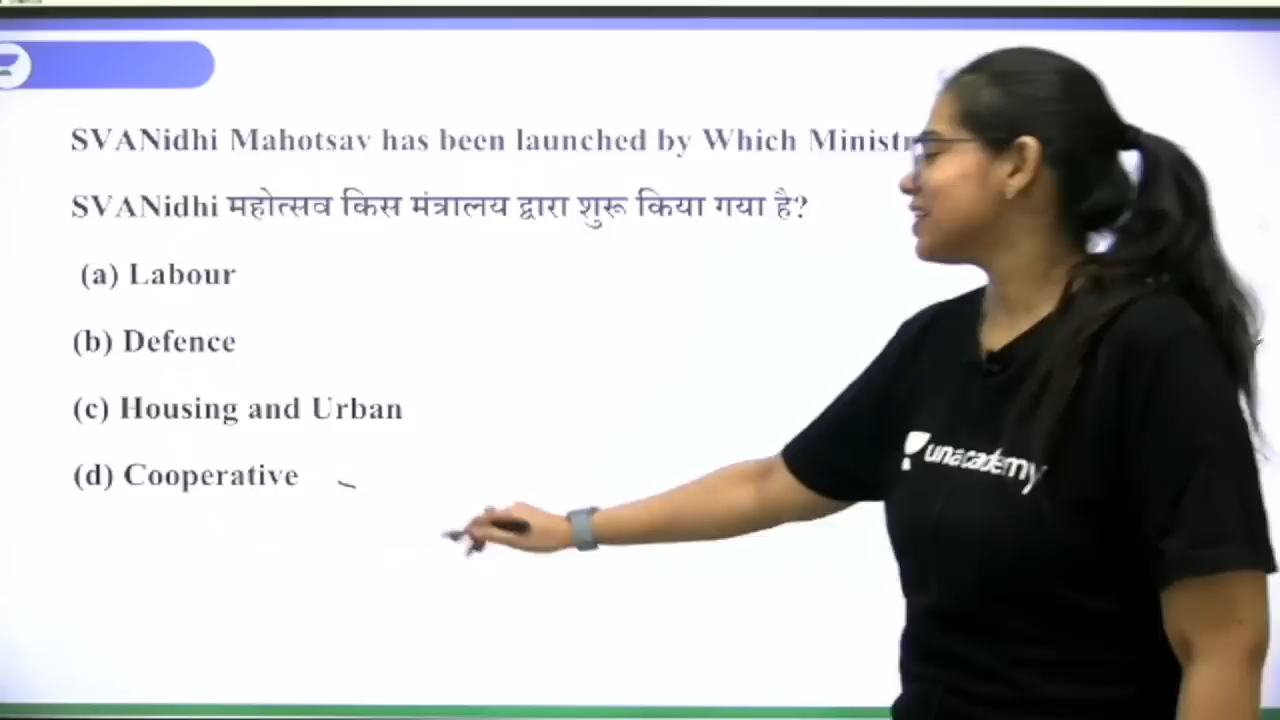 SVANidhi Mahotsav has been launched by Which
SVANidhi महोत्सव किस मंत्रालय द्वारा शुरू किया गया है?
(a) Labour
(b) Defence
(c) Housing and Urban
(d) Cooperative
unacademy